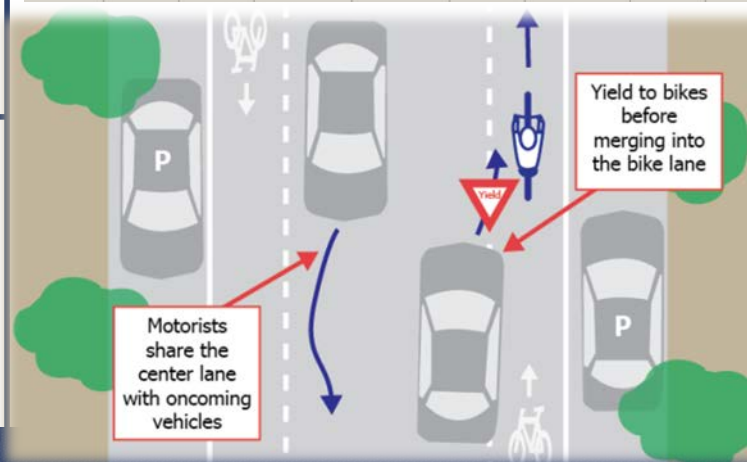 P
Motorists
share the
center lane
with oncoming
vehicles
Yield
Yield to bikes
before
merging into
the bike lane
P